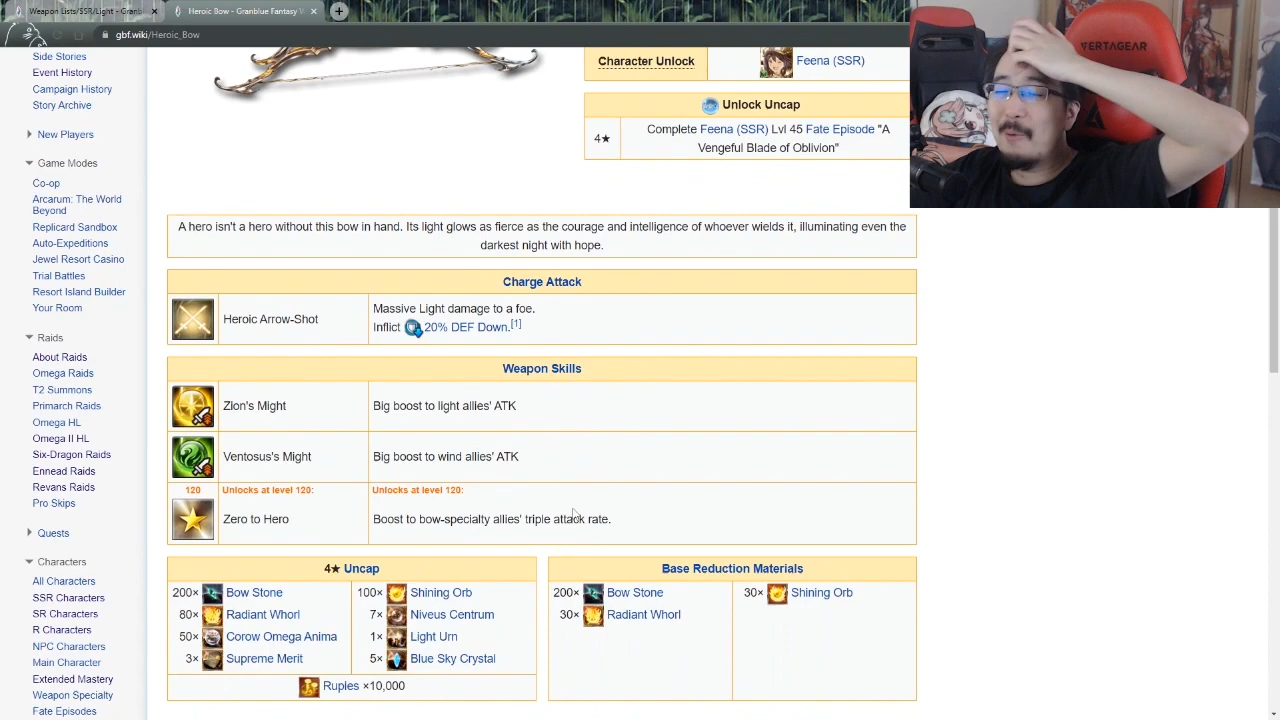 Weapon Lists/SSR/Light - Granbl
Heroic Bow - Granblue Fantasy
gbf.wiki/Heroic_Bow
VERTAGEAR
Side Stories
Event History
Campaign History
Story Archive
New Players
Game Modes
Co-op
Arcarum: The World
Beyond
Replicard Sandbox
Auto-Expeditions
Jewel Resort Casino
Trial Battles
Resort Island Builder
Your Room
Raids
About Raids
Omega Raids
T2 Summons
Primarch Raids
Omega HL
Omega II HL
Six-Dragon Raids
Ennead Raids
Revans Raids
Pro Skips
Quests
Characters
All Characters
SSR Characters
SR Characters
R Characters
NPC Characters
Main Character
Extended Mastery
Weapon Specialty
Fate Episodes
Character Unlock
Feena (SSR)
Unlock Uncap
4★
Complete Feena (SSR) Lvl 45 Fate Episode "A
Vengeful Blade of Oblivion"
A hero isn't a hero without this bow in hand. Its light glows as fierce as the courage and intelligence of whoever wields it, illuminating even the
darkest night with hope.
Charge Attack
Heroic Arrow-Shot
Massive Light damage to a foe.
Inflict 20% DEF Down.[1]
Weapon Skills
Zion's Might
Big boost to light allies' ATK
Ventosus's Might
Big boost to wind allies' ATK
120
Unlocks at level 120:
Unlocks at level 120:
Zero to Hero
Boost to bow-specialty allies' triple attack rate.
4★ Uncap
200× Bow Stone
100× Shining Orb
80× Radiant Whorl
7× Niveus Centrum
50× Corow Omega Anima
1× Light Urn
3× Supreme Merit
5× Blue Sky Crystal
Rupies ×10,000
Base Reduction Materials
200× Bow Stone
30× Shining Orb
30× Radiant Whorl